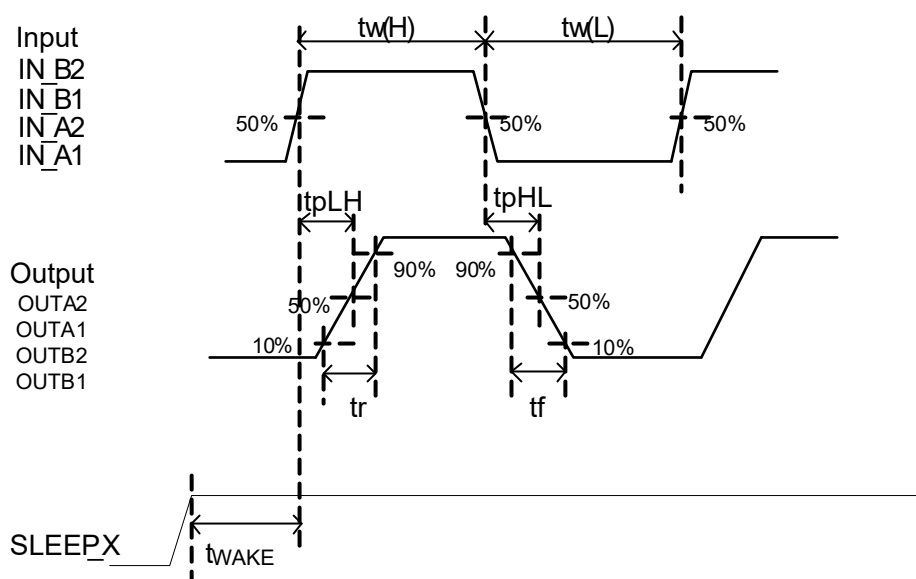 tw(H) tw(L)
Input
IN_B2
IN_B1
IN_A2
IN_A1
50% 50% 50%
tpLH tpHL
Output
OUTA2
OUTA1
OUTB2
OUTB1
90% 90%
50% 50%
10% 10%
tr tf
SLEEP_X
tWAKE